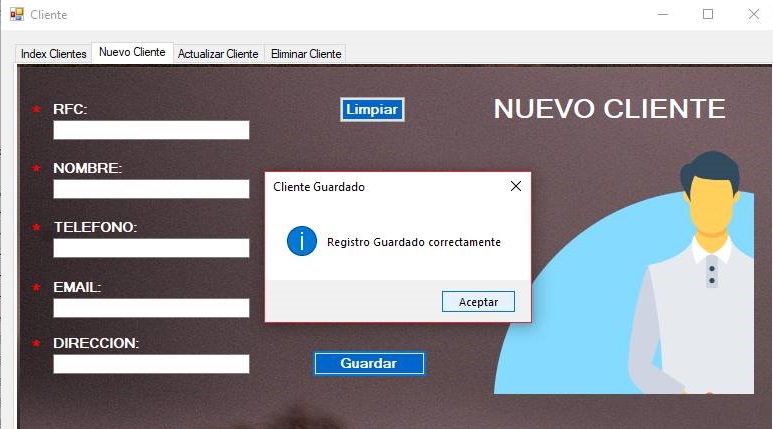 Cliente
Index Clientes
Nuevo Cliente
Actualizar Cliente
Eliminar Cliente
* RFC:
Limpiar
NUEVO CLIENTE
* NOMBRE:
Cliente Guardado
* TELEFONO:
Registro Guardado correctamente
* EMAIL:
Aceptar
* DIRECCION:
Guardar